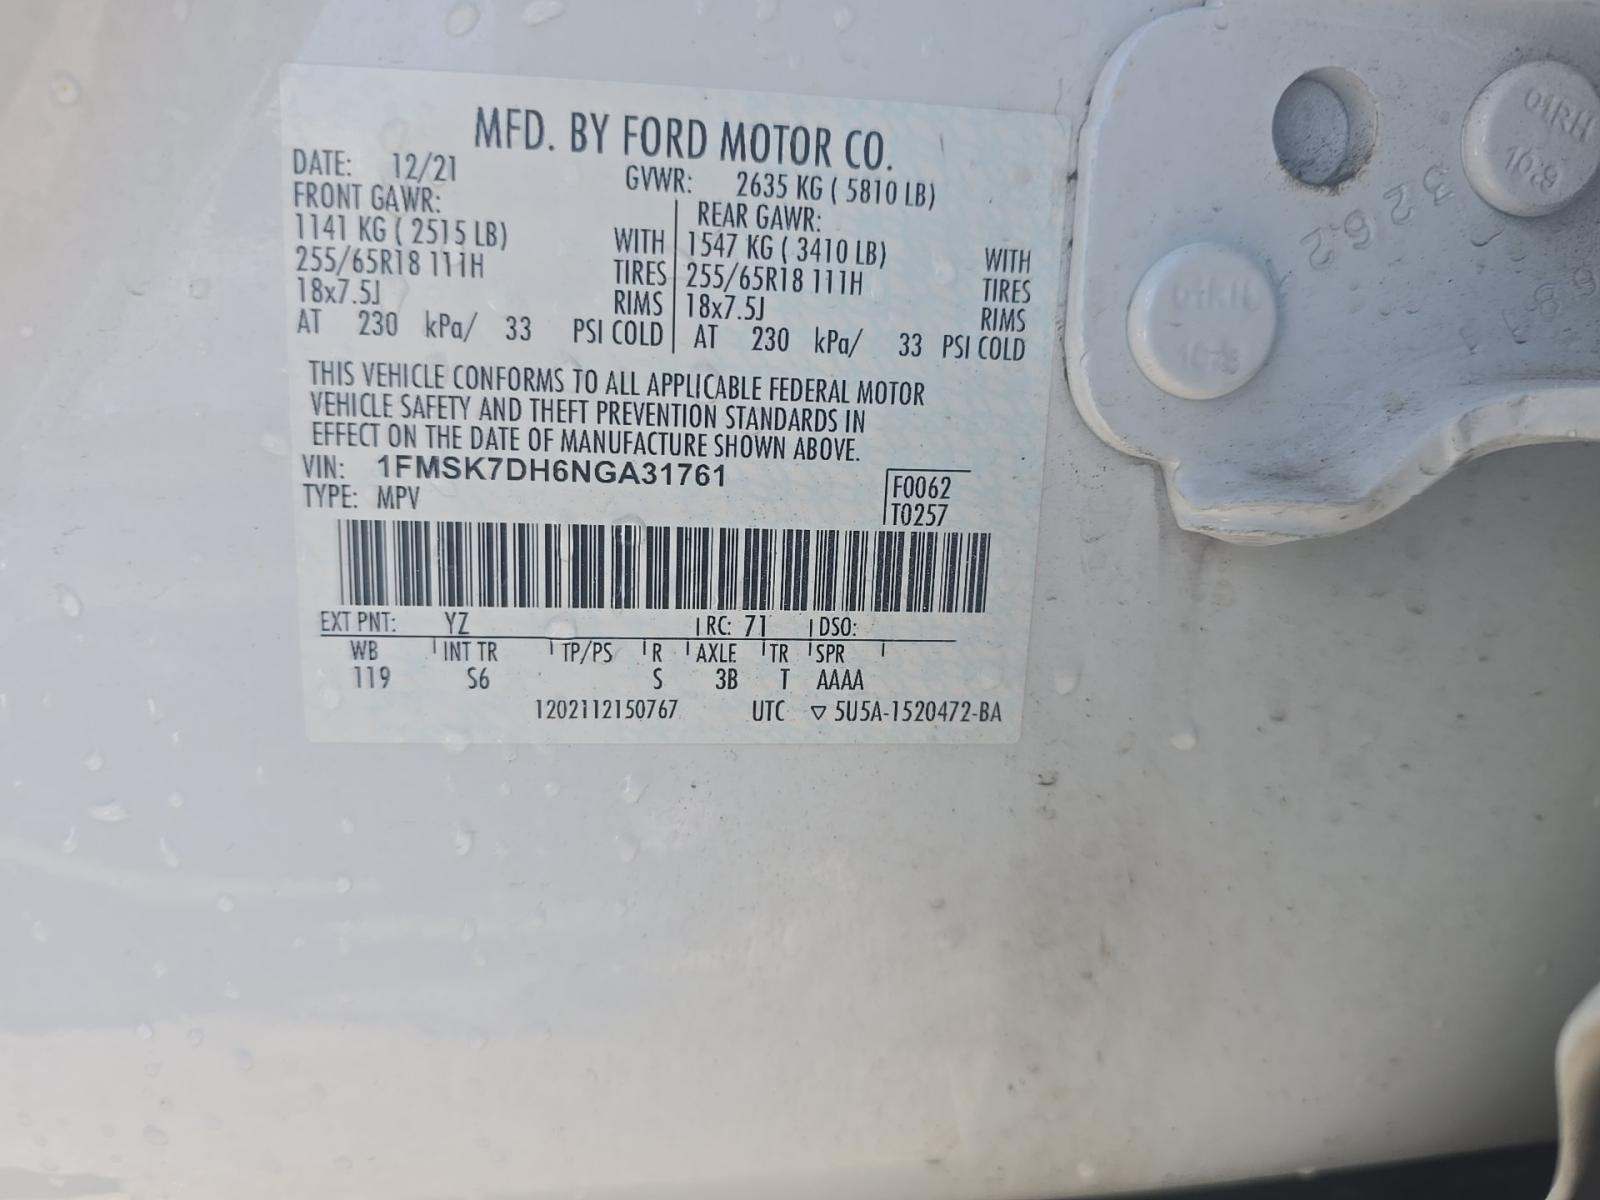 MFD. BY FORD MOTOR CO.
DATE: 12/21 GVWR: 2635 KG ( 5810 LB)
FRONT GAWR: REAR GAWR:
1141 KG ( 2515 LB) WITH 1547 KG ( 3410 LB) WITH
255/65R18 111H TIRES 255/65R18 111H TIRES
18x7.5J RIMS 18x7.5J RIMS
AT 230 kPa/ 33 PSI COLD AT 230 kPa/ 33 PSI COLD
THIS VEHICLE CONFORMS TO ALL APPLICABLE FEDERAL MOTOR
VEHICLE SAFETY AND THEFT PREVENTION STANDARDS IN
EFFECT ON THE DATE OF MANUFACTURE SHOWN ABOVE.
VIN: 1FMSK7DH6NGA31761
TYPE: MPV
F0062
T0257
EXT PNT: YZ RC: 71 DSO:
WB INT TR TP/PS R AXLE TR SPR
119 S6 S 3B T AAAA
1202112150767 UTC ▽ 5U5A-1520472-BA